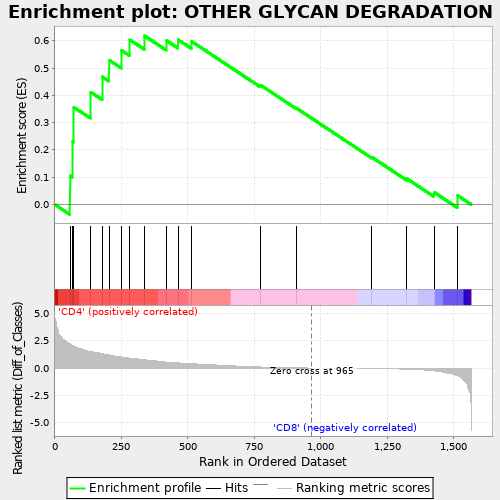 Enrichment plot: OTHER GLYCAN DEGRADATION
Enrichment score (ES)
0.6
0.5
0.4
0.3
0.2
0.1
0.0
'CD4' (positively correlated)
Ranked list metric (Diff_of_Classes)
5.0
2.5
0.0
-2.5
-5.0
Zero cross at 965
'CD8' (negatively correlated)
0 250 500 750 1,000 1,250 1,500
Rank in Ordered Dataset
Enrichment profile Hits Ranking metric scores